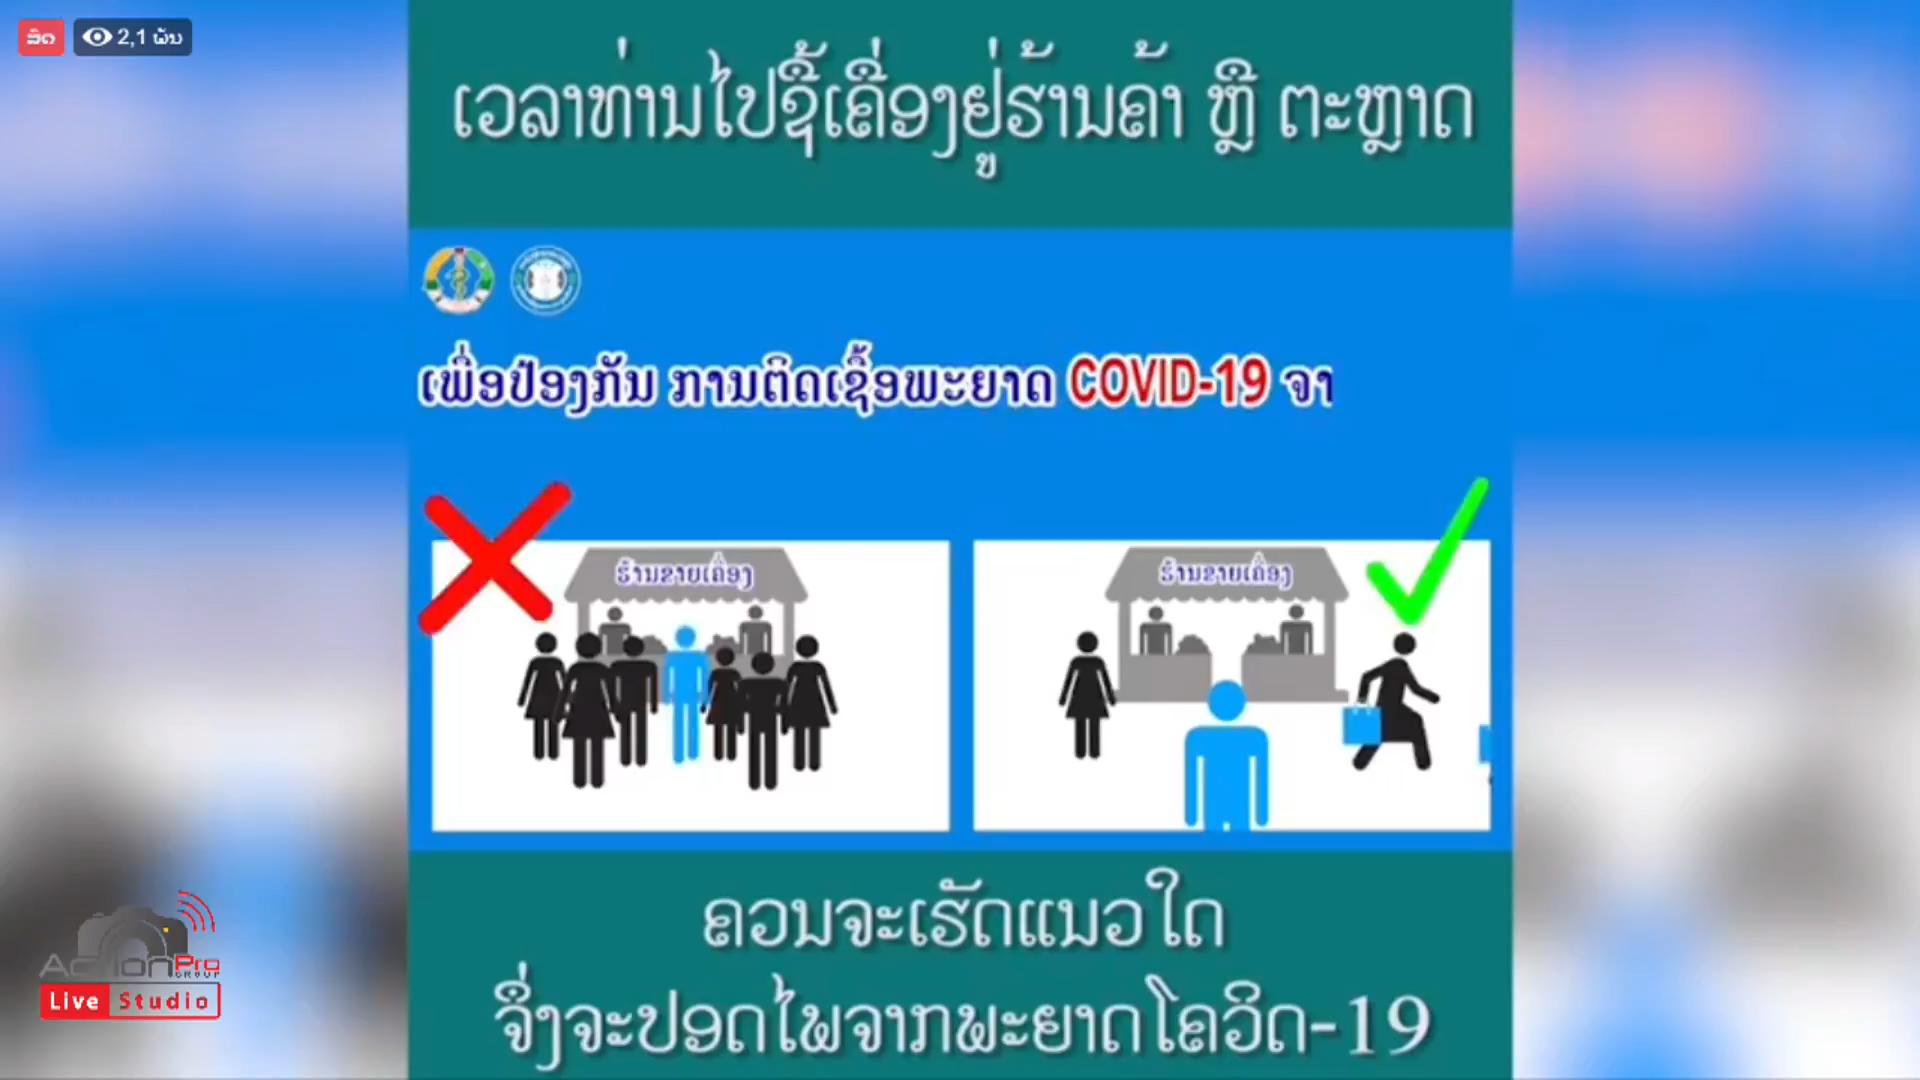 ສົດ
2,1 ພັນ
ເວລາທ່ານໄປຊື້ເຄື່ອງຢູ່ຮ້ານຄ້າ ຫຼື ຕະຫຼາດ
ເພື່ອປ້ອງກັນ ການຕິດເຊື້ອພະຍາດ COVID-19 ຈາ
ຮ້ານຂາຍເຄື່ອງ
ຮ້ານຂາຍເຄື່ອງ
ຄວນຈະເຮັດແນວໃດ
ຈຶ່ງຈະປອດໄພຈາກພະຍາດໂຄວິດ-19
ActionPro
GROUP
Live Studio